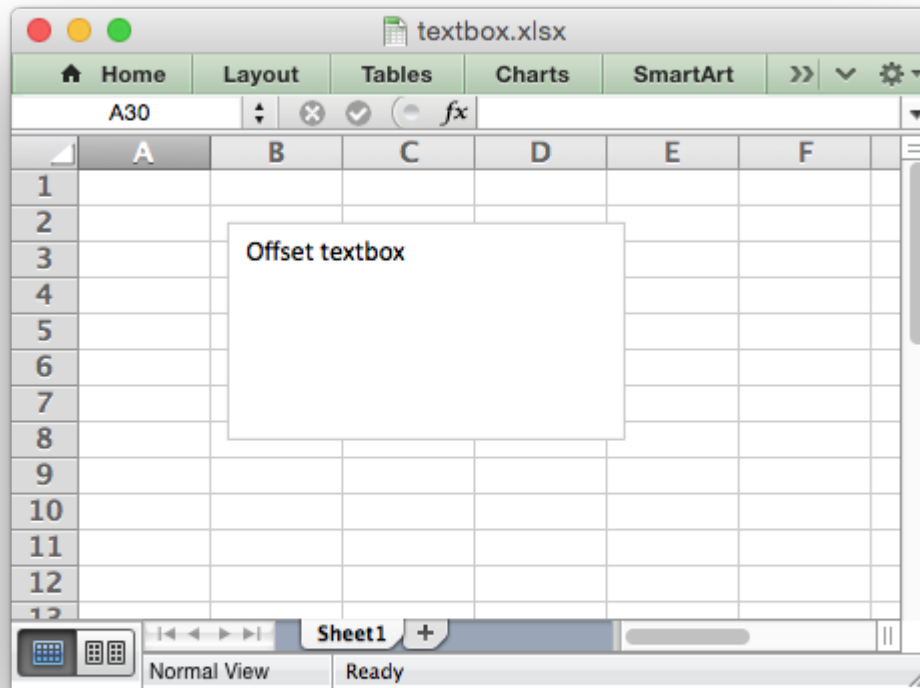 textbox.xlsx
Home Layout Tables Charts SmartArt
A30 fx
A B C D E F
1
2
Offset textbox
3
4
5
6
7
8
9
10
11
12
13
Sheet1
Normal View Ready